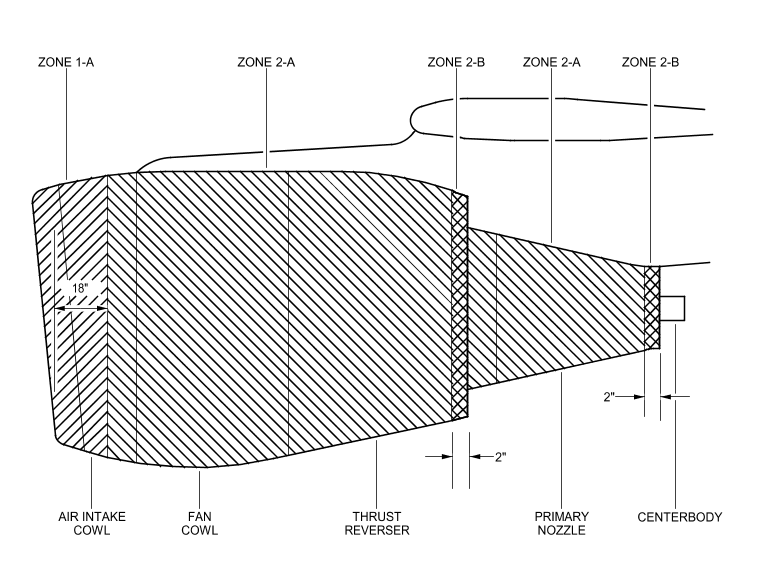 ZONE 1-A
ZONE 2-A
ZONE 2-B
ZONE 2-A
ZONE 2-B
18"
2"
2"
AIR INTAKE
COWL
FAN
COWL
THRUST
REVERSER
PRIMARY
NOZZLE
CENTERBODY